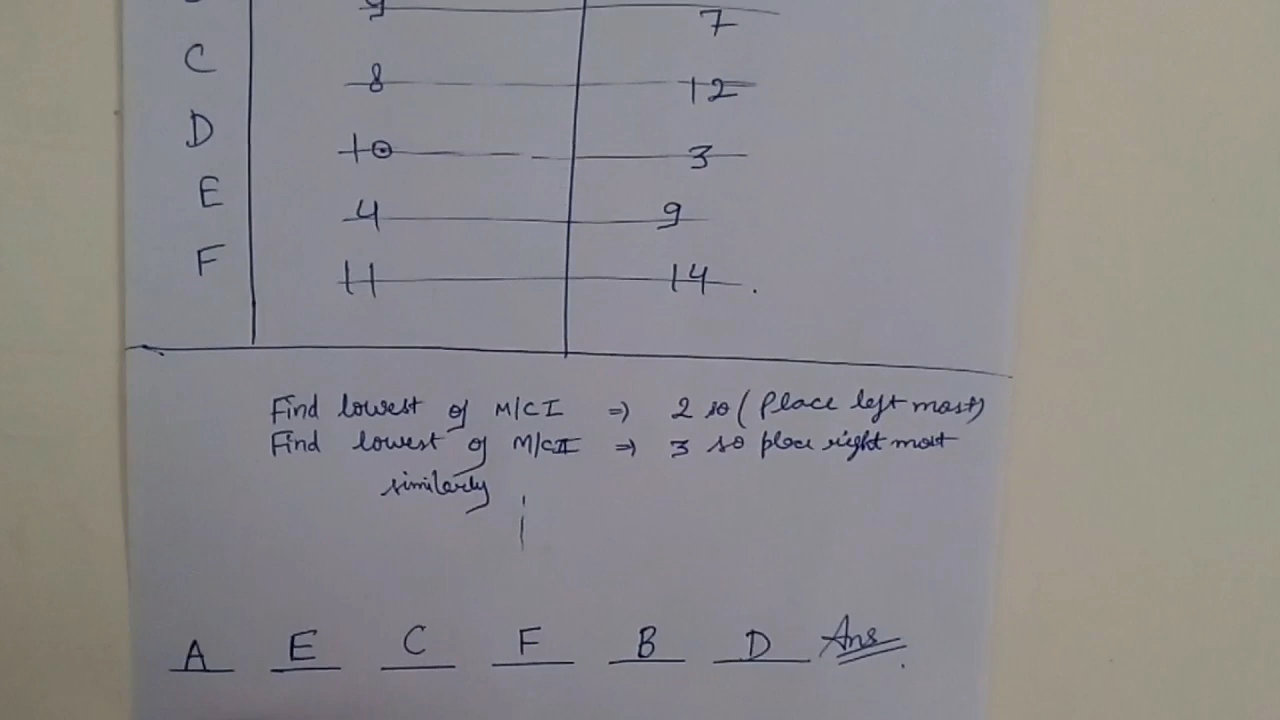 9 7
C 8 12
D 10 3
E 4 9
F 11 14.
Find lowest of M/C I ⇒ 2 so (Place left most)
Find lowest of M/C II ⇒ 3 so place right most
similarly
A E C F B D Ans